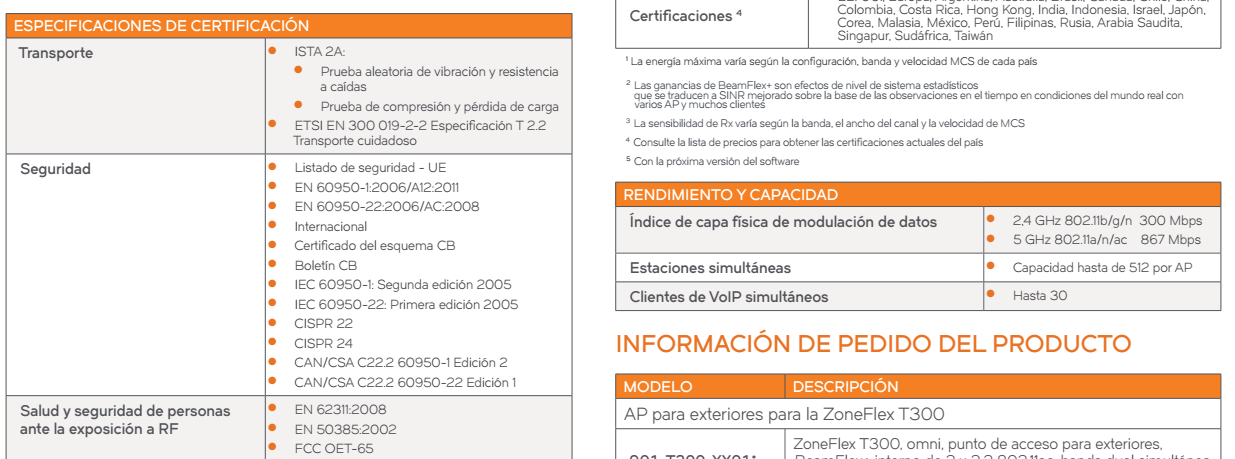 ESPECIFICACIONES DE CERTIFICACIÓN
Transporte
ISTA 2A:
Prueba aleatoria de vibración y resistencia
a caídas
Prueba de compresión y pérdida de carga
ETSI EN 300 019-2-2 Especificación T 2.2
Transporte cuidadoso
Seguridad
Listado de seguridad - UE
EN 60950-1:2006/A12:2011
EN 60950-22:2006/AC:2008
Internacional
Certificado del esquema CB
Boletín CB
IEC 60950-1: Segunda edición 2005
IEC 60950-22: Primera edición 2005
CISPR 22
CISPR 24
CAN/CSA C22.2 60950-1 Edición 2
CAN/CSA C22.2 60950-22 Edición 1
Salud y seguridad de personas
ante la exposición a RF
EN 62311:2008
EN 50385:2002
FCC OET-65
Certificaciones ⁴
Colombia, Costa Rica, Hong Kong, India, Indonesia, Israel, Japón,
Corea, Malasia, México, Perú, Filipinas, Rusia, Arabia Saudita,
Singapur, Sudáfrica, Taiwán
¹ La energía máxima varía según la configuración, banda y velocidad MCS de cada país
² Las ganancias de BeamFlex+ son efectos de nivel de sistema estadísticos
que se traducen a SINR mejorado sobre la base de las observaciones en el tiempo en condiciones del mundo real con
varios AP y muchos clientes
³ La sensibilidad de Rx varía según la banda, el ancho del canal y la velocidad de MCS
⁴ Consulte la lista de precios para obtener las certificaciones actuales del país
⁵ Con la próxima versión del software
RENDIMIENTO Y CAPACIDAD
Índice de capa física de modulación de datos
2,4 GHz 802.11b/g/n 300 Mbps
5 GHz 802.11a/n/ac 867 Mbps
Estaciones simultáneas
Capacidad hasta de 512 por AP
Clientes de VoIP simultáneos
Hasta 30
INFORMACIÓN DE PEDIDO DEL PRODUCTO
MODELO
DESCRIPCIÓN
AP para exteriores para la ZoneFlex T300
ZoneFlex T300, omni, punto de acceso para exteriores,